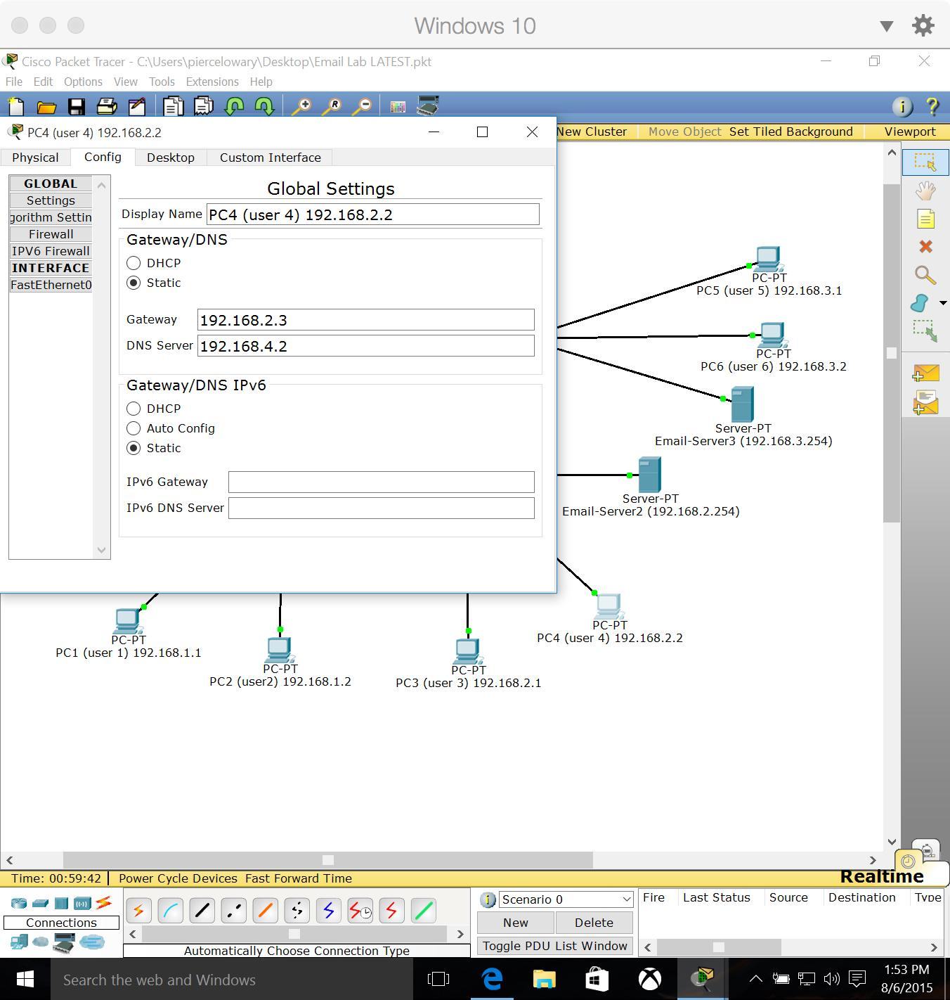 Windows 10
Cisco Packet Tracer - C:\Users\piercelowary\Desktop\Email Lab LATEST.pkt
File Edit Options View Tools Extensions Help
PC4 (user 4) 192.168.2.2
New Cluster Move Object Set Tiled Background Viewport
Physical Config Desktop Custom Interface
GLOBAL
Settings
gorithm Settin
Firewall
IPV6 Firewall
INTERFACE
FastEthernet0
Global Settings
Display Name PC4 (user 4) 192.168.2.2
Gateway/DNS
DHCP
Static
Gateway 192.168.2.3
DNS Server 192.168.4.2
Gateway/DNS IPv6
DHCP
Auto Config
Static
IPv6 Gateway
IPv6 DNS Server
PC-PT
PC5 (user 5) 192.168.3.1
PC-PT
PC6 (user 6) 192.168.3.2
Server-PT
Email-Server3 (192.168.3.254)
Server-PT
Email-Server2 (192.168.2.254)
PC-PT
PC4 (user 4) 192.168.2.2
PC-PT
PC1 (user 1) 192.168.1.1
PC-PT
PC2 (user2) 192.168.1.2
PC-PT
PC3 (user 3) 192.168.2.1
Time: 00:59:42 Power Cycle Devices Fast Forward Time
Realtime
Connections
Automatically Choose Connection Type
Scenario 0
New Delete
Toggle PDU List Window
Fire Last Status Source Destination Type
Search the web and Windows
1:53 PM
8/6/2015